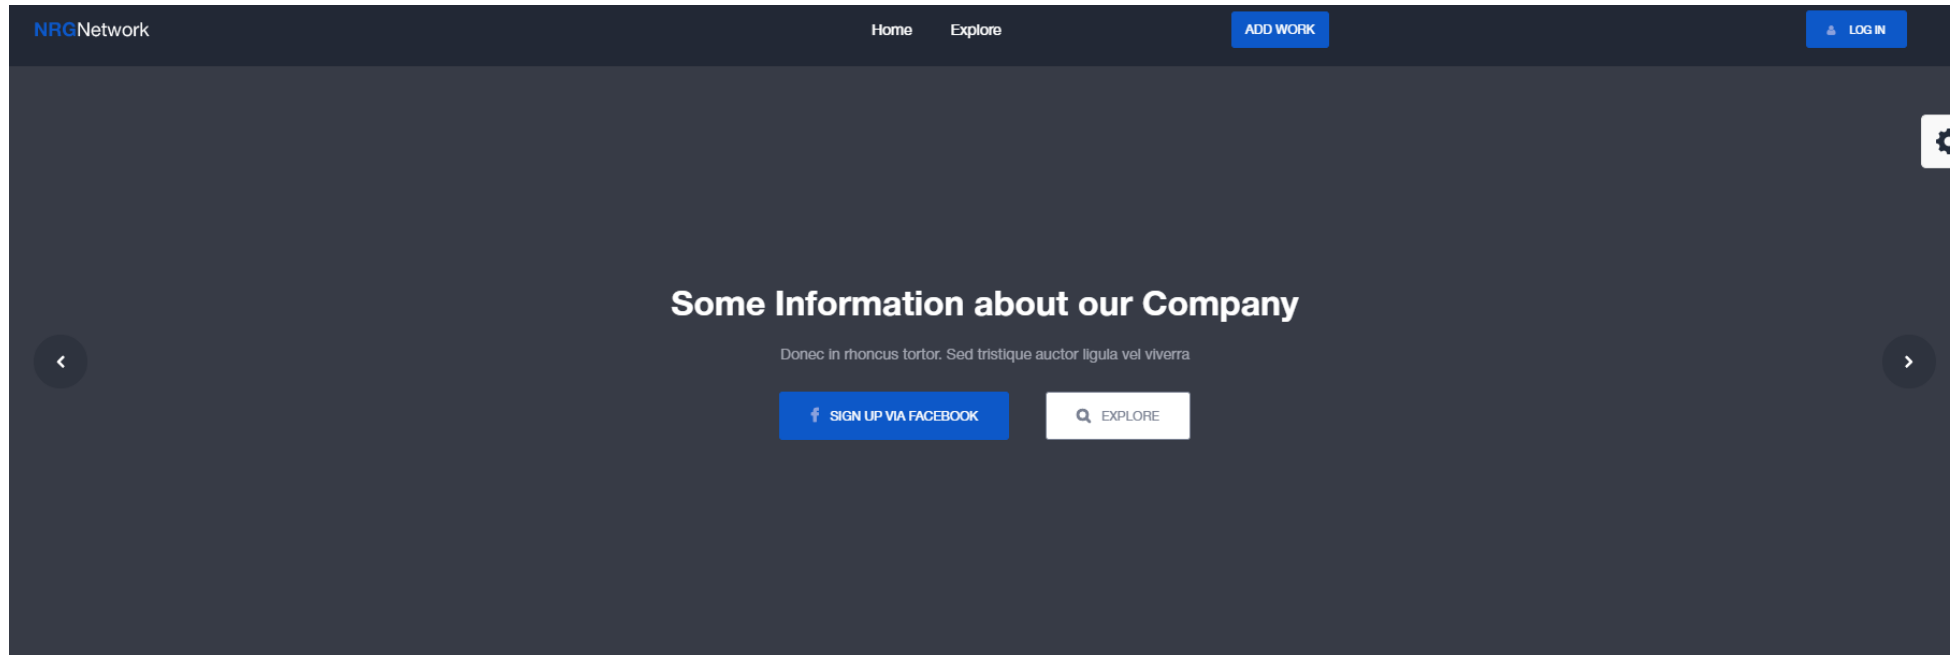 NRGNetwork
Home
Explore
ADD WORK
LOG IN
Some Information about our Company
Donec in rhoncus tortor. Sed tristique auctor ligula vel viverra
SIGN UP VIA FACEBOOK
EXPLORE